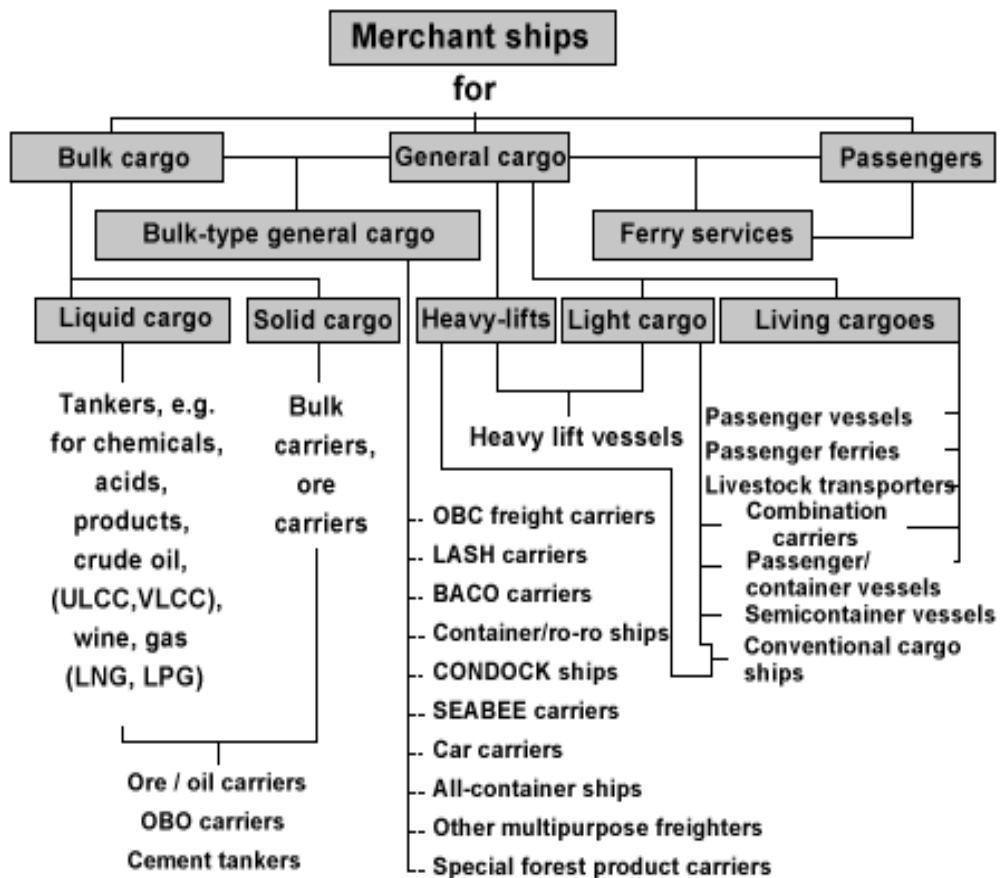 Merchant ships
for
Bulk cargo
General cargo
Passengers
Bulk-type general cargo
Ferry services
Liquid cargo
Solid cargo
Heavy-lifts
Light cargo
Living cargoes
Tankers, e.g.
for chemicals,
acids,
products,
crude oil,
(ULCC,VLCC),
wine, gas
(LNG, LPG)
Bulk
carriers,
ore
carriers
Ore / oil carriers
OBO carriers
Cement tankers
Heavy lift vessels
OBC freight carriers
LASH carriers
BACO carriers
Container/ro-ro ships
CONDOCK ships
SEABEE carriers
Car carriers
All-container ships
Other multipurpose freighters
Special forest product carriers
Passenger vessels
Passenger ferries
Livestock transporters
Combination
carriers
Passenger/
container vessels
Semicontainer vessels
Conventional cargo
ships